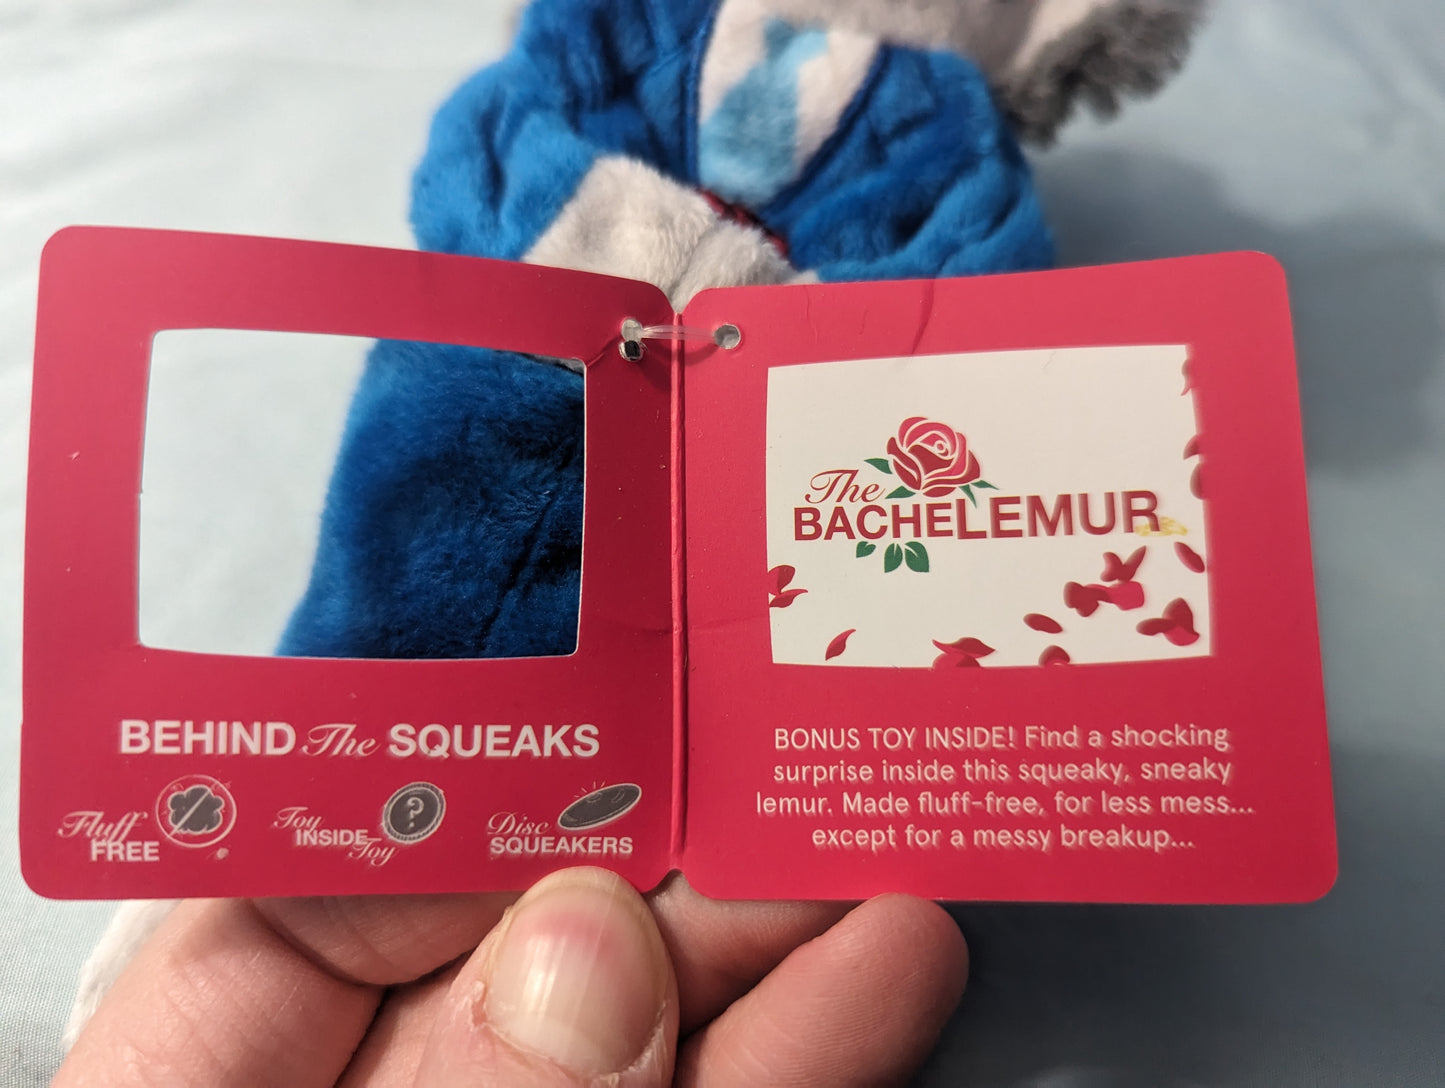 BEHIND The SQUEAKS
Fluff
FREE
Toy
INSIDE
Toy
?
Disc
SQUEAKERS
The
BACHELEMUR
BONUS TOY INSIDE! Find a shocking
surprise inside this squeaky, sneaky
lemur. Made fluff-free, for less mess...
except for a messy breakup...